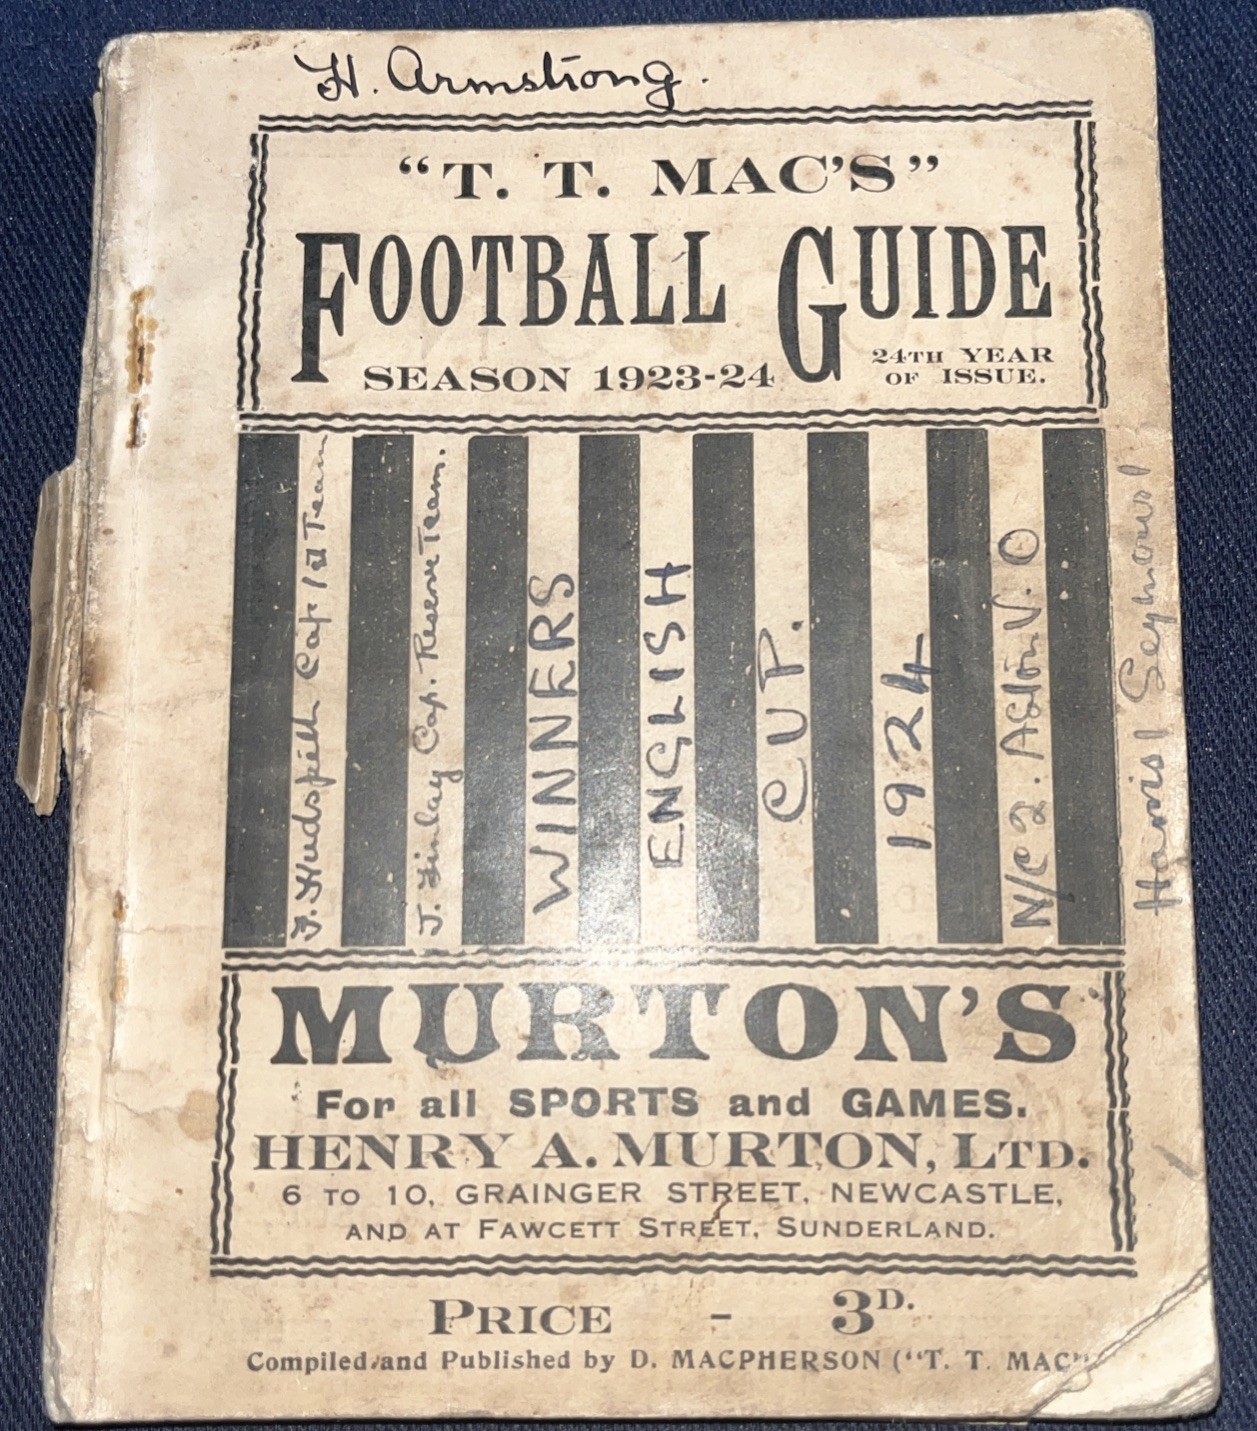 H. Armstrong.
"T. T. MAC'S"
FOOTBALL GUIDE
SEASON 1923-24
24TH YEAR
OF ISSUE.
F. Hudspeth Cap. 1st Team
J. Finlay Cap. Reserve Team.
WINNERS
ENGLISH
CUP.
1924
N/C 2. Aston V. O
Harris 1 Seymour 1
MURTON'S
For all SPORTS and GAMES.
HENRY A. MURTON, LTD.
6 TO 10, GRAINGER STREET, NEWCASTLE,
AND AT FAWCETT STREET, SUNDERLAND.
PRICE - 3D.
Compiled and Published by D. MACPHERSON ("T. T. MAC"